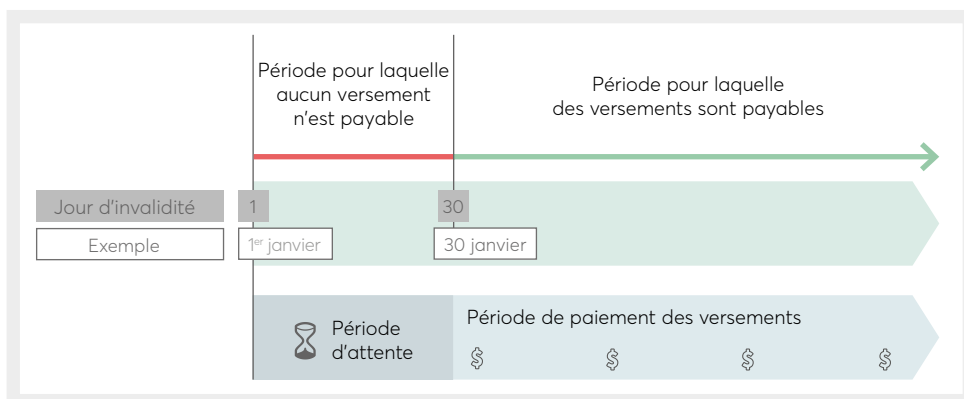 Période pour laquelle
aucun versement
n'est payable
Période pour laquelle
des versements sont payables
Jour d'invalidité 1 30
Exemple 1er janvier 30 janvier
Période
d'attente
Période de paiement des versements
$ $ $ $